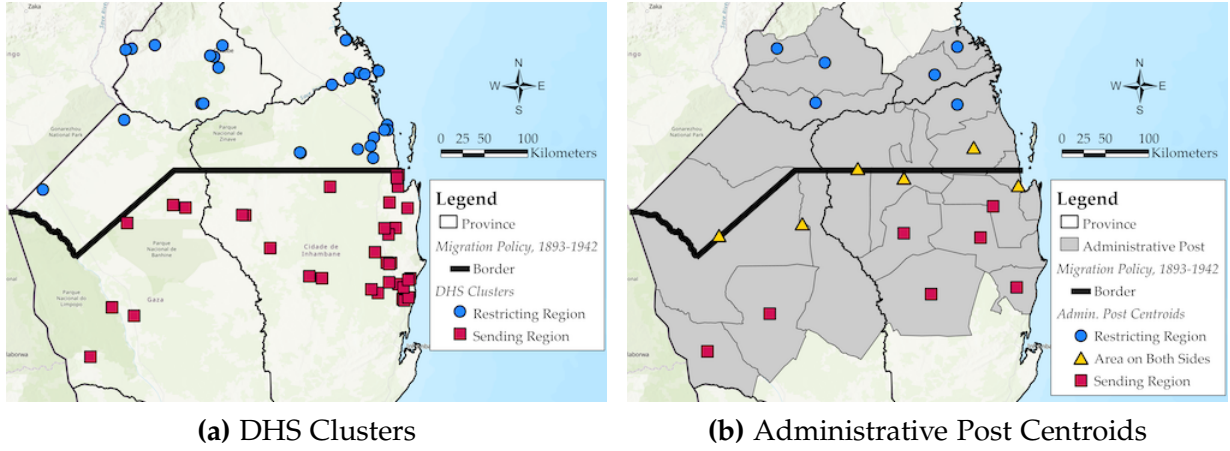 Zaka
Gonarezhou
National Park
Parque
Nacional de
Zinave
Parque
Nacional de
Banhine
Cidade de
Inhambane
Parque
Nacional do
Limpopo
Gaza
N
W
E
S
0 25 50 100
Kilometers
Legend
Province
Migration Policy, 1893-1942
Border
DHS Clusters
Restricting Region
Sending Region
(a) DHS Clusters
Zaka
Gonarezhou
National Park
N
W
E
S
0 25 50 100
Kilometers
Legend
Province
Administrative Post
Migration Policy, 1893-1942
Border
Admin. Post Centroids
Restricting Region
Area on Both Sides
Sending Region
(b) Administrative Post Centroids